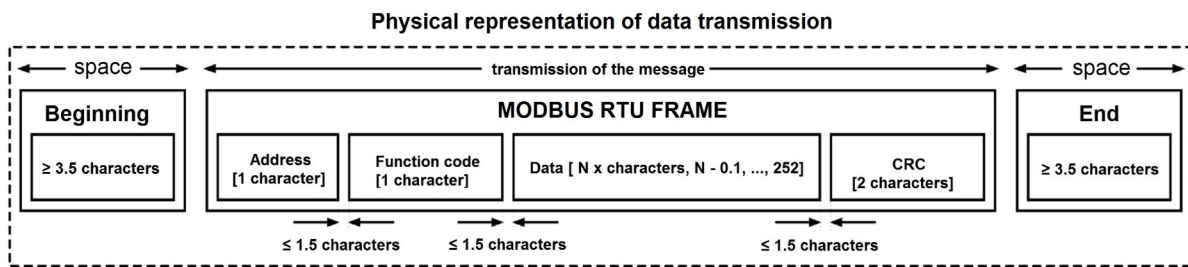 Physical representation of data transmission
space
transmission of the message
space
Beginning
MODBUS RTU FRAME
End
≥ 3.5 characters
Address
[1 character]
Function code
[1 character]
Data [ N x characters, N - 0.1, ..., 252]
CRC
[2 characters]
≥ 3.5 characters
≤ 1.5 characters
≤ 1.5 characters
≤ 1.5 characters